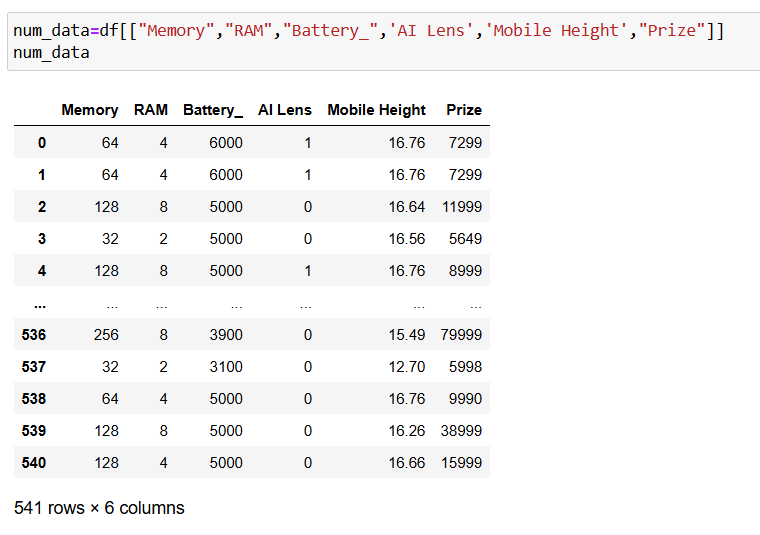 num_data=df[["Memory","RAM","Battery_",'AI Lens','Mobile Height',"Prize"]]
num_data
Memory RAM Battery_ AI Lens Mobile Height Prize
0 64 4 6000 1 16.76 7299
1 64 4 6000 1 16.76 7299
2 128 8 5000 0 16.64 11999
3 32 2 5000 0 16.56 5649
4 128 8 5000 1 16.76 8999
... ... ... ... ... ... ...
536 256 8 3900 0 15.49 79999
537 32 2 3100 0 12.70 5998
538 64 4 5000 0 16.76 9990
539 128 8 5000 0 16.26 38999
540 128 4 5000 0 16.66 15999
541 rows × 6 columns